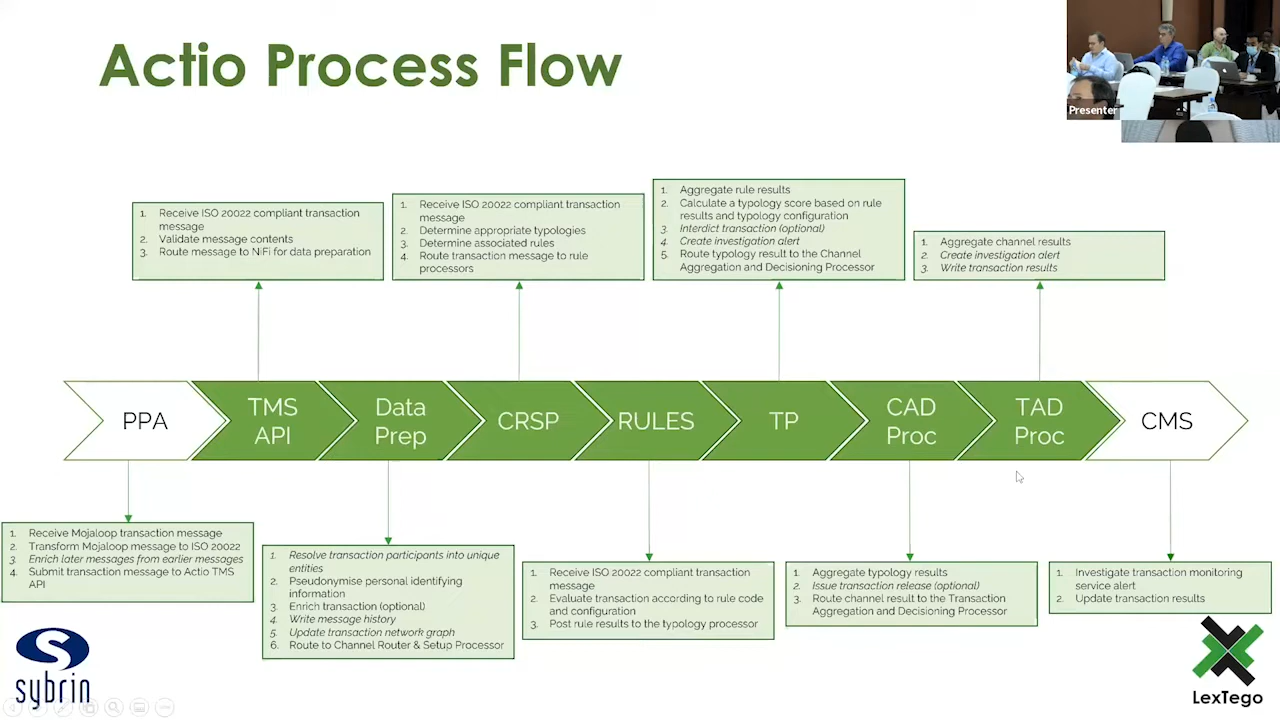 Actio Process Flow
Presenter
1. Receive ISO 20022 compliant transaction
message
2. Validate message contents
3. Route message to NiFi for data preparation
1. Receive ISO 20022 compliant transaction
message
2. Determine appropriate typologies
3. Determine associated rules
4. Route transaction message to rule
processors
1. Aggregate rule results
2. Calculate a typology score based on rule
results and typology configuration
3. Interdict transaction (optional)
4. Create investigation alert
5. Route typology result to the Channel
Aggregation and Decisioning Processor
1. Aggregate channel results
2. Create investigation alert
3. Write transaction results
PPA
TMS
API
Data
Prep
CRSP
RULES
TP
CAD
Proc
TAD
Proc
CMS
1. Receive Mojaloop transaction message
2. Transform Mojaloop message to ISO 20022
3. Enrich later messages from earlier messages
4. Submit transaction message to Actio TMS
API
1. Resolve transaction participants into unique
entities
2. Pseudonymise personal identifying
information
3. Enrich transaction (optional)
4. Write message history
5. Update transaction network graph
6. Route to Channel Router & Setup Processor
1. Receive ISO 20022 compliant transaction
message
2. Evaluate transaction according to rule code
and configuration
3. Post rule results to the typology processor
1. Aggregate typology results
2. Issue transaction release (optional)
3. Route channel result to the Transaction
Aggregation and Decisioning Processor
1. Investigate transaction monitoring
service alert
2. Update transaction results
sybrin
LexTego